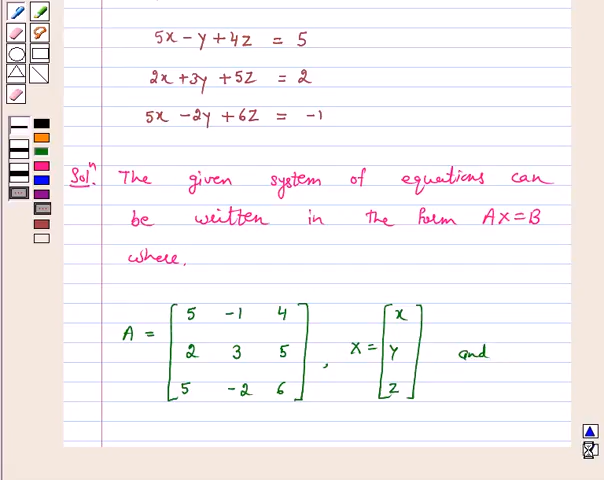 5x - y + 4z = 5
2x + 3y + 5z = 2
5x - 2y + 6z = -1
Solⁿ. The given system of equations can
be written in the form AX = B
where.
A = [ 5 -1 4
2 3 5
5 -2 6 ] , X = [ x
y
z ] and